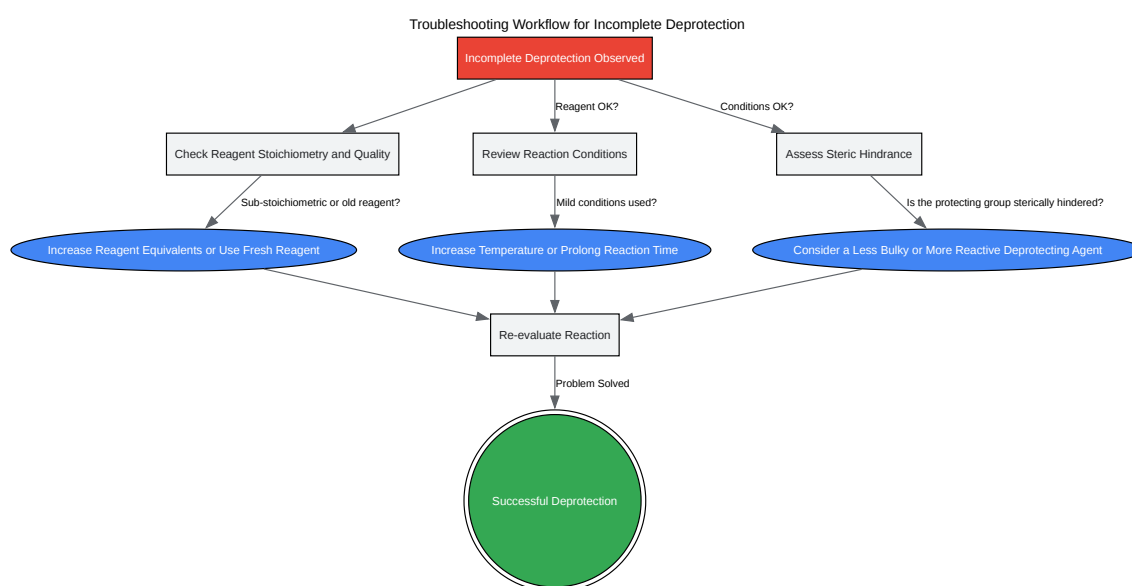 Troubleshooting Workflow for Incomplete Deprotection
Incomplete Deprotection Observed
Reagent OK?
Conditions OK?
Check Reagent Stoichiometry and Quality
Review Reaction Conditions
Assess Steric Hindrance
Sub-stoichiometric or old reagent?
Mild conditions used?
Is the protecting group sterically hindered?
Increase Reagent Equivalents or Use Fresh Reagent
Increase Temperature or Prolong Reaction Time
Consider a Less Bulky or More Reactive Deprotecting Agent
Re-evaluate Reaction
Problem Solved
Successful Deprotection